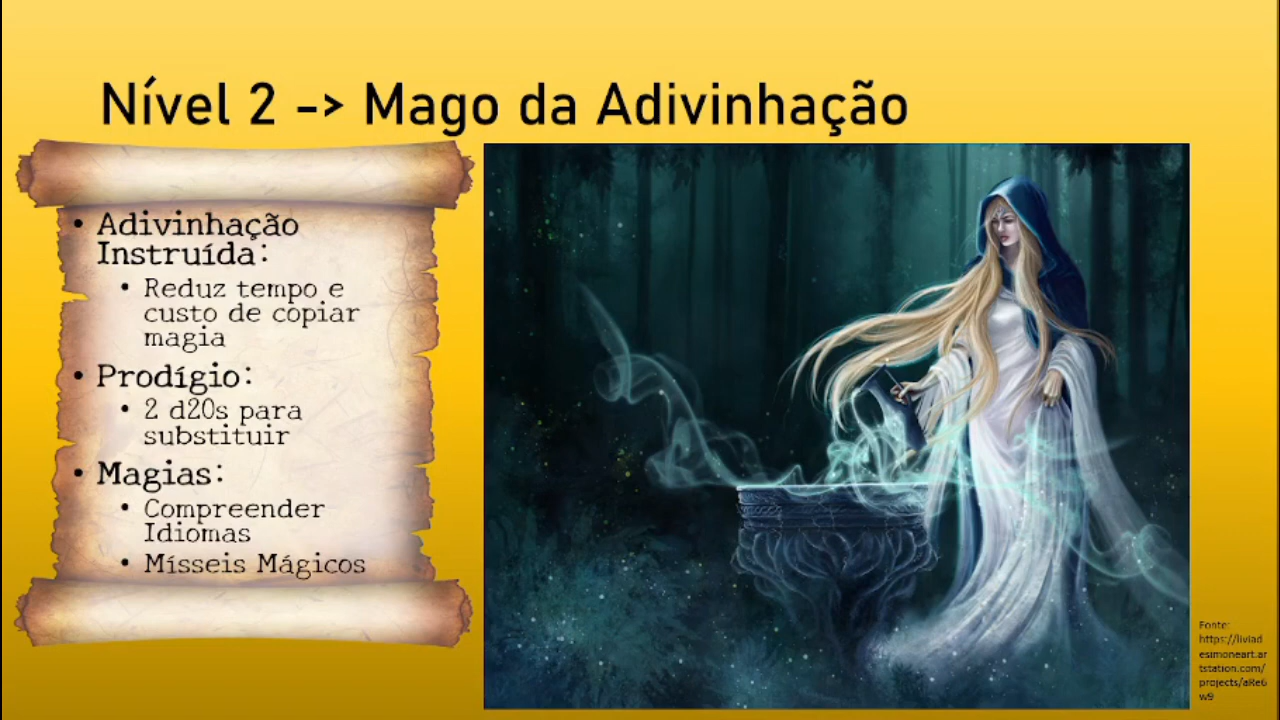 Nível 2 -> Mago da Adivinhação
• Adivinhação
Instruída:
• Reduz tempo e
custo de copiar
magia
• Prodígio:
• 2 d20s para
substituir
• Magias:
• Compreender
Idiomas
• Mísseis Mágicos
Fonte:
https://liviad
esimoneart.ar
tstation.com/
projects/aRe6
w9